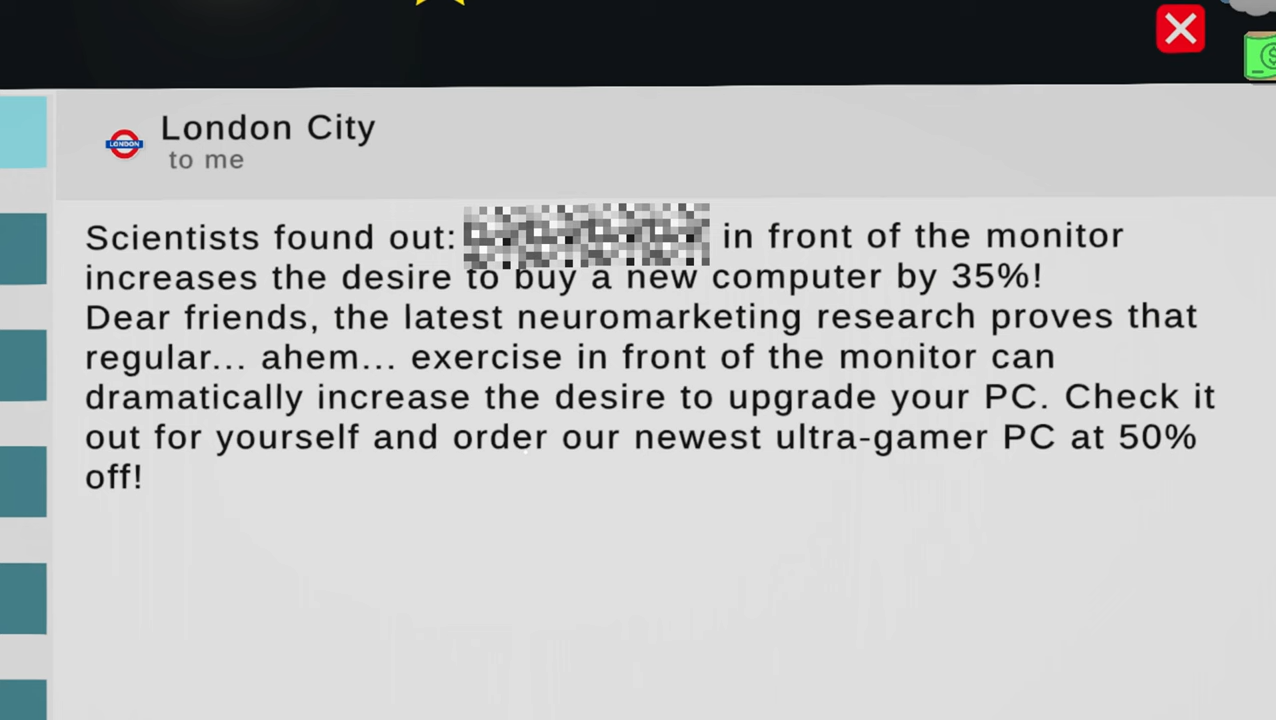 London City
LONDON
to me
Scientists found out: in front of the monitor
increases the desire to buy a new computer by 35%!
Dear friends, the latest neuromarketing research proves that
regular... ahem... exercise in front of the monitor can
dramatically increase the desire to upgrade your PC. Check it
out for yourself and order our newest ultra-gamer PC at 50%
off!